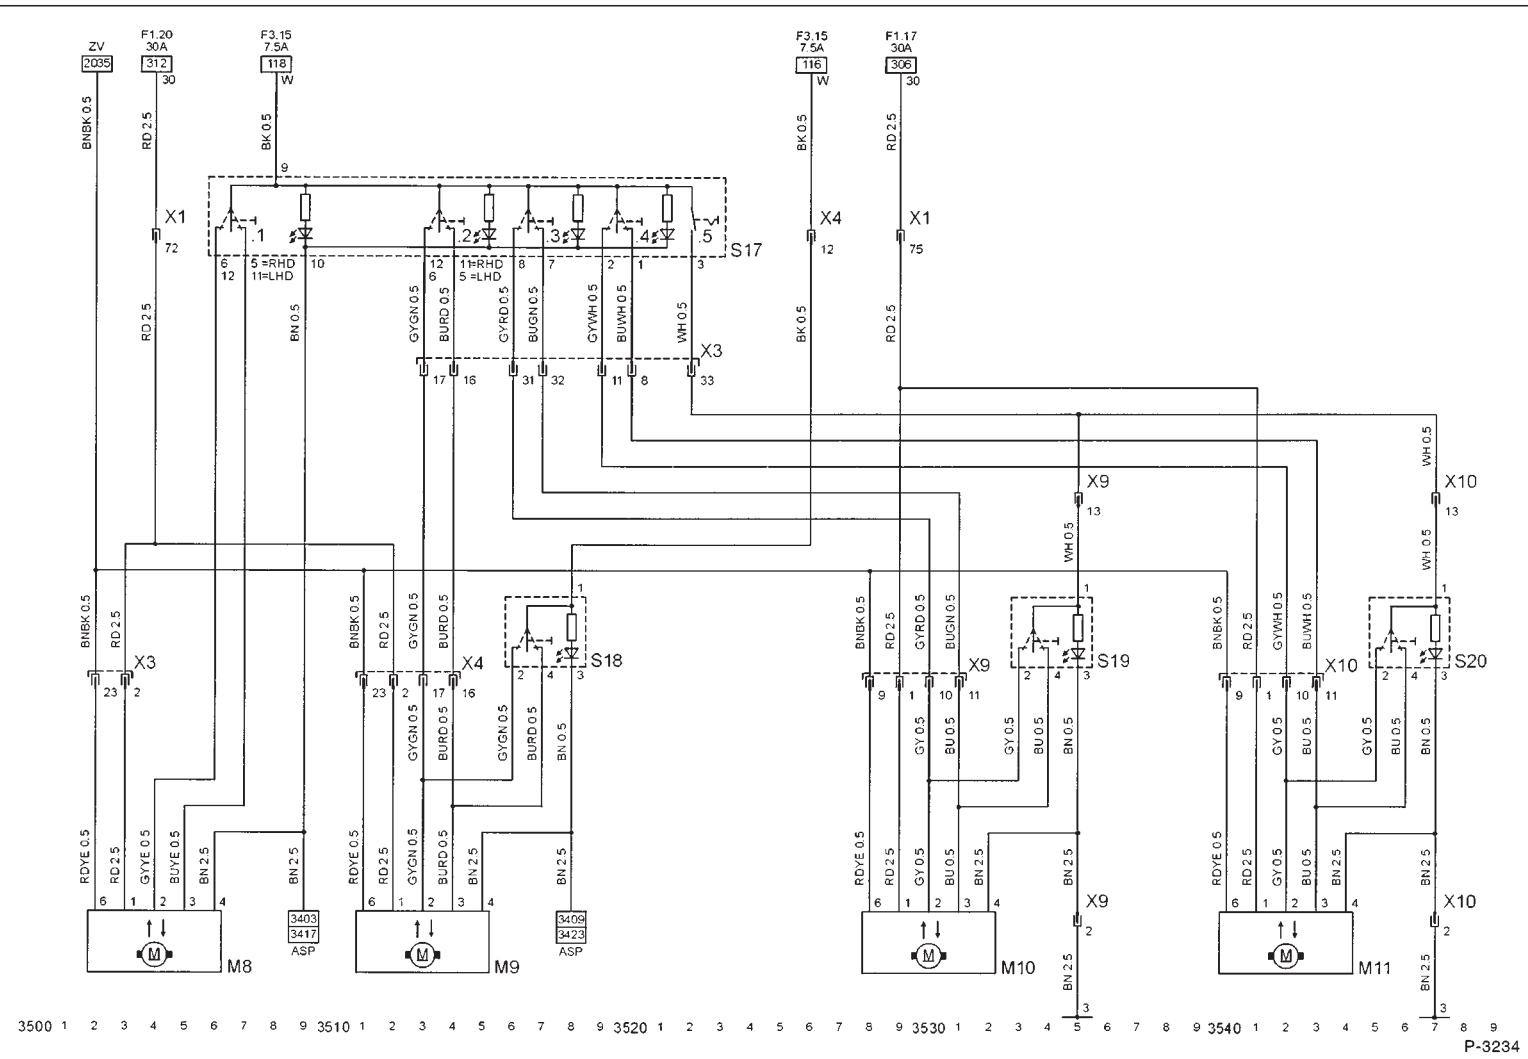 ZV
2035
F1.20
30A
312
30
F3.15
7.5A
118
W
F3.15
7.5A
116
W
F1.17
30A
306
30
BNBK 0.5
RD 2.5
BK 0.5
BK 0.5
RD 2.5
9
X1
72
.1
.2
.3
.4
.5
S17
X4
12
X1
75
6
5 =RHD
10
12
11=RHD
8
7
2
1
3
12
11=LHD
6
5 =LHD
RD 2.5
BN 0.5
GYGN 0.5
BURD 0.5
GYRD 0.5
BUGN 0.5
GYWH 0.5
BUWH 0.5
WH 0.5
BK 0.5
RD 2.5
X3
17
16
31
32
11
8
33
WH 0.5
X9
13
X10
13
WH 0.5
WH 0.5
BNBK 0.5
RD 2.5
BNBK 0.5
RD 2.5
GYGN 0.5
BURD 0.5
1
BNBK 0.5
RD 2.5
GYRD 0.5
BUGN 0.5
1
BNBK 0.5
RD 2.5
GYWH 0.5
BUWH 0.5
1
X3
23
2
X4
23
2
17
16
S18
2
4
3
X9
9
1
10
11
S19
2
4
3
X10
9
1
10
11
S20
2
4
3
GYGN 0.5
BURD 0.5
GYGN 0.5
BURD 0.5
BN 0.5
GY 0.5
BU 0.5
GY 0.5
BU 0.5
BN 0.5
GY 0.5
BU 0.5
GY 0.5
BU 0.5
BN 0.5
RDYE 0.5
RD 2.5
GYYE 0.5
BUYE 0.5
BN 2.5
BN 2.5
RDYE 0.5
RD 2.5
GYGN 0.5
BURD 0.5
BN 2.5
BN 2.5
RDYE 0.5
RD 2.5
GY 0.5
BU 0.5
BN 2.5
BN 2.5
RDYE 0.5
RD 2.5
GY 0.5
BU 0.5
BN 2.5
BN 2.5
6
1
2
3
4
6
1
2
3
4
6
1
2
3
4
6
1
2
3
4
M
M8
3403
3417
ASP
M
M9
3409
3423
ASP
M
M10
X9
2
BN 2.5
3
M
M11
X10
2
BN 2.5
3
3500 1 2 3 4 5 6 7 8 9 3510 1 2 3 4 5 6 7 8 9 3520 1 2 3 4 5 6 7 8 9 3530 1 2 3 4 5 6 7 8 9 3540 1 2 3 4 5 6 7 8 9
P-3234